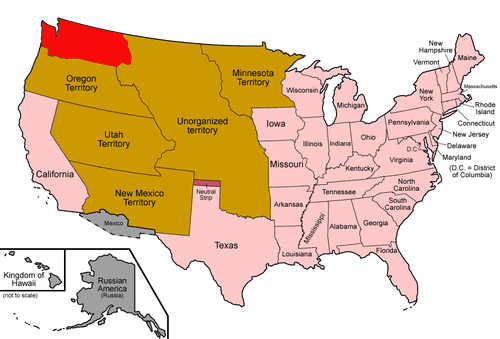 New
Hampshire
Vermont
Maine
Massachusetts
Minnesota
Territory
Wisconsin
Michigan
New
York
Rhode
Island
Connecticut
New Jersey
Delaware
Maryland
(D.C. = District
of Columbia)
D.C.
Oregon
Territory
Unorganized
territory
Iowa
Illinois
Indiana
Ohio
Pennsylvania
Utah
Territory
California
Missouri
Kentucky
Virginia
New Mexico
Territory
Neutral
Strip
Tennessee
North
Carolina
South
Carolina
Arkansas
Mississippi
Alabama
Georgia
Mexico
Texas
Louisiana
Florida
Kingdom of
Hawaii
(not to scale)
Russian
America
(Russia)